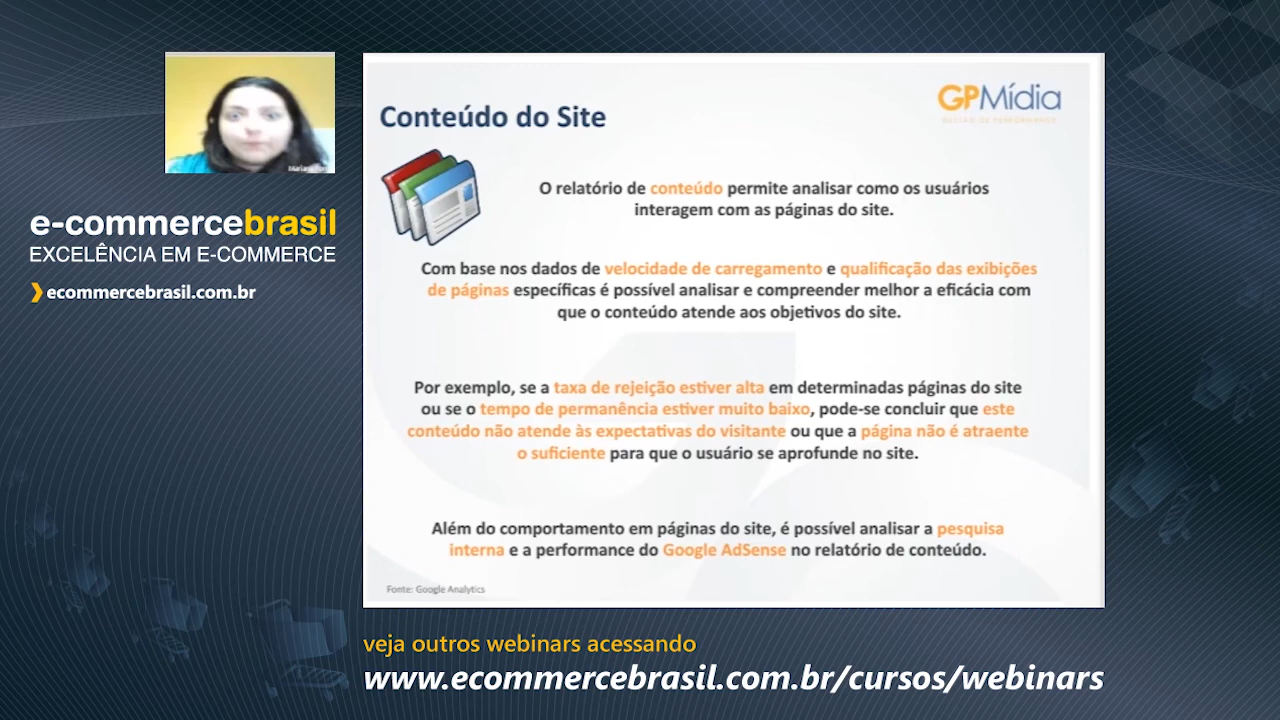 e-commercebrasil
EXCELÊNCIA EM E-COMMERCE
ecommercebrasil.com.br
Conteúdo do Site
GPMídia
O relatório de conteúdo permite analisar como os usuários
interagem com as páginas do site.
Com base nos dados de velocidade de carregamento e qualificação das exibições
de páginas específicas é possível analisar e compreender melhor a eficácia com
que o conteúdo atende aos objetivos do site.
Por exemplo, se a taxa de rejeição estiver alta em determinadas páginas do site
ou se o tempo de permanência estiver muito baixo, pode-se concluir que este
conteúdo não atende às expectativas do visitante ou que a página não é atraente
o suficiente para que o usuário se aprofunde no site.
Além do comportamento em páginas do site, é possível analisar a pesquisa
interna e a performance do Google AdSense no relatório de conteúdo.
Fonte: Google Analytics
veja outros webinars acessando
www.ecommercebrasil.com.br/cursos/webinars